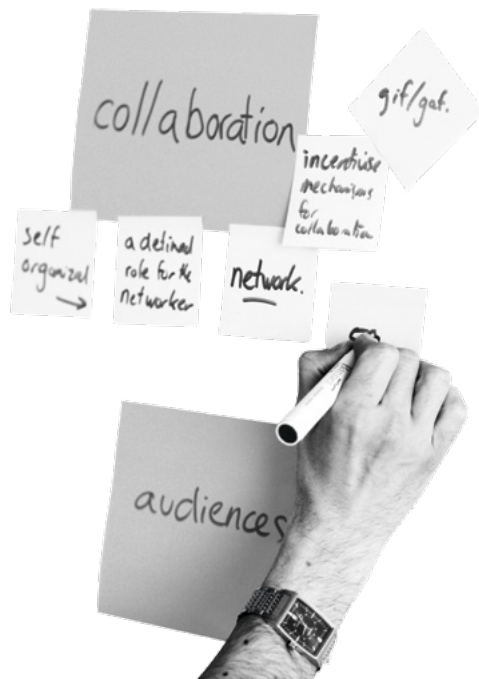 collaboration
gif/gaf.
incentivise
mechanisms
for
collaboration
self
organized
a defined
role for the
networker
network.
audiences